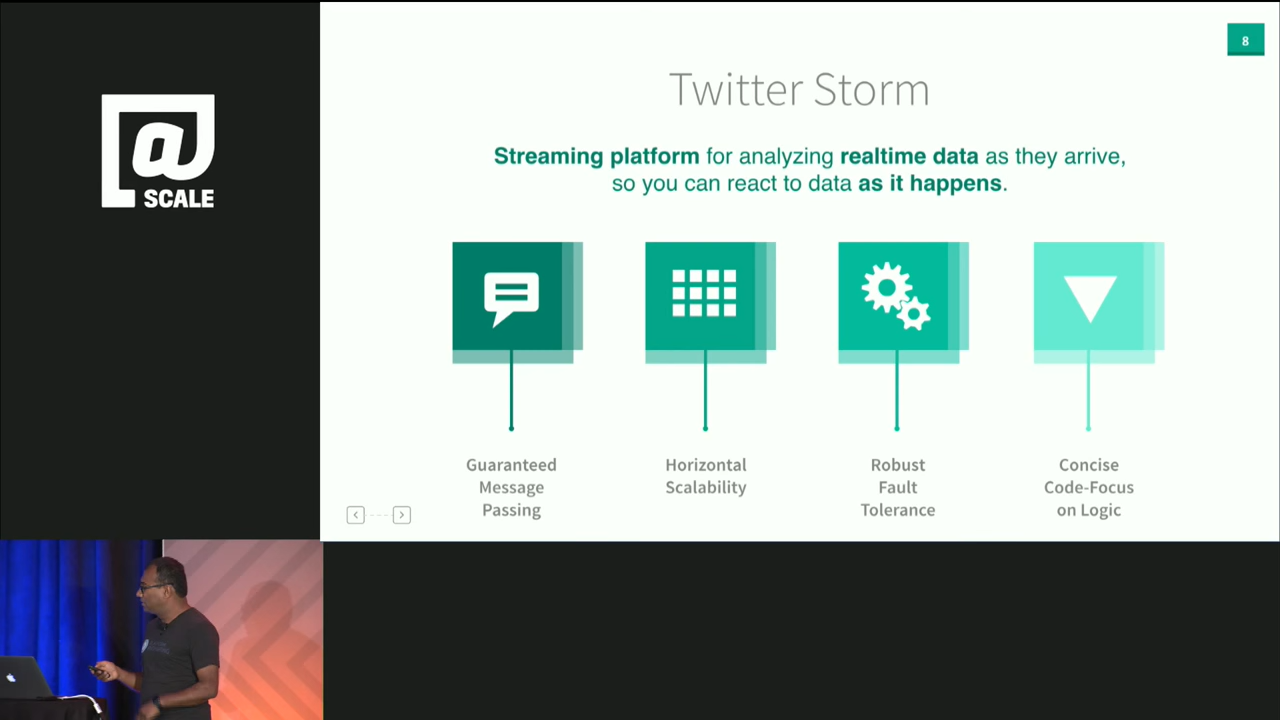 @
SCALE
8
Twitter Storm
Streaming platform for analyzing realtime data as they arrive,
so you can react to data as it happens.
Guaranteed
Message
Passing
Horizontal
Scalability
Robust
Fault
Tolerance
Concise
Code-Focus
on Logic